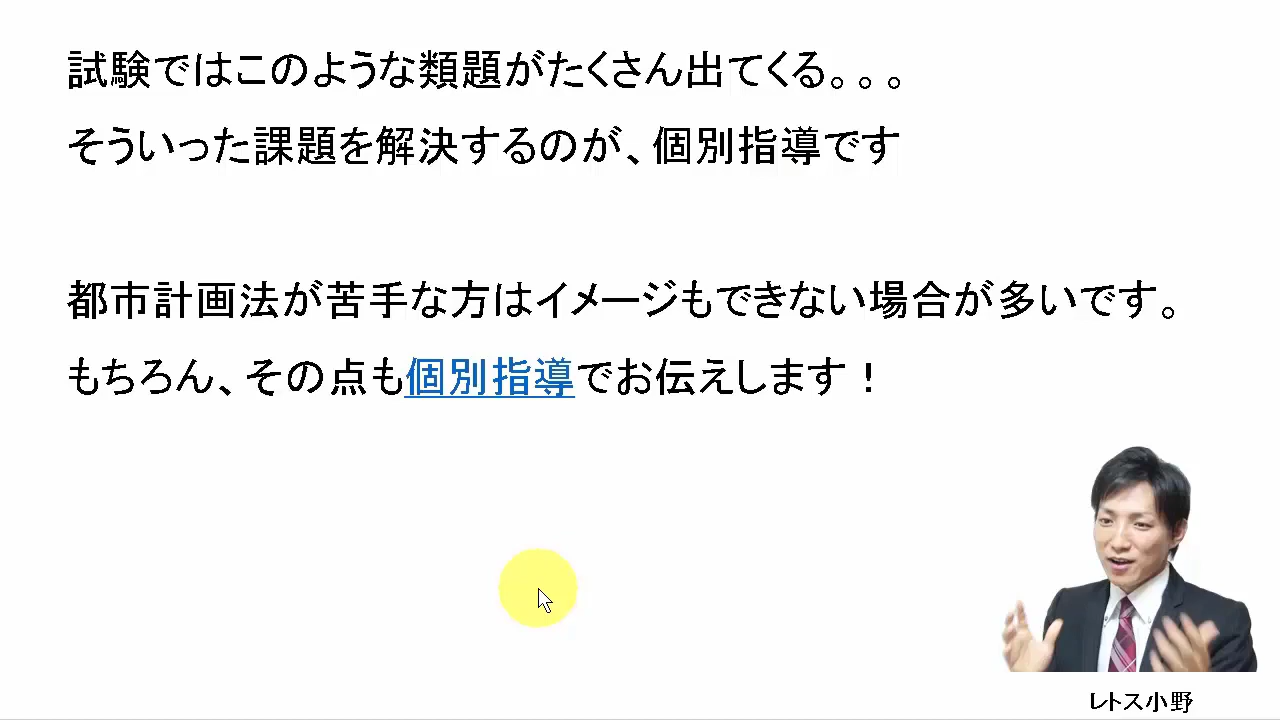 試験ではこのような類題がたくさん出てくる。。。
そういった課題を解決するのが、個別指導です
都市計画法が苦手な方はイメージもできない場合が多いです。
もちろん、その点も個別指導でお伝えします！
レトス小野